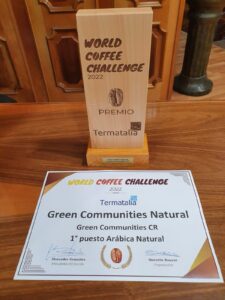 WORLD
COFFEE
CHALLENGE
2022
PREMIO
Termatalia
WORLD COFFEE CHALLENGE
2022
Termatalia
Green Communities Natural
Green Communities CR
1° puesto Arábica Natural